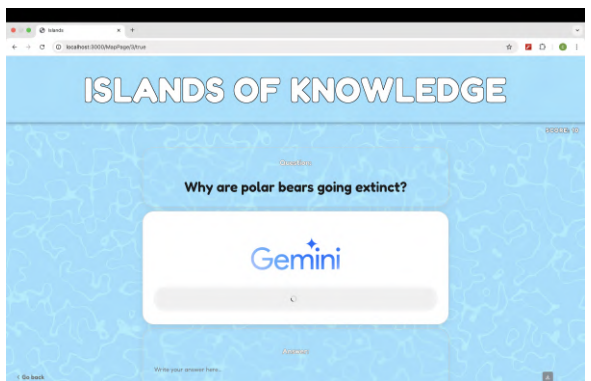 Islands
localhost:3000/MapPage/3/true
ISLANDS OF KNOWLEDGE
SCORE: 10
Question:
Why are polar bears going extinct?
Gemini
Answer:
Write your answer here..
‹ Go back